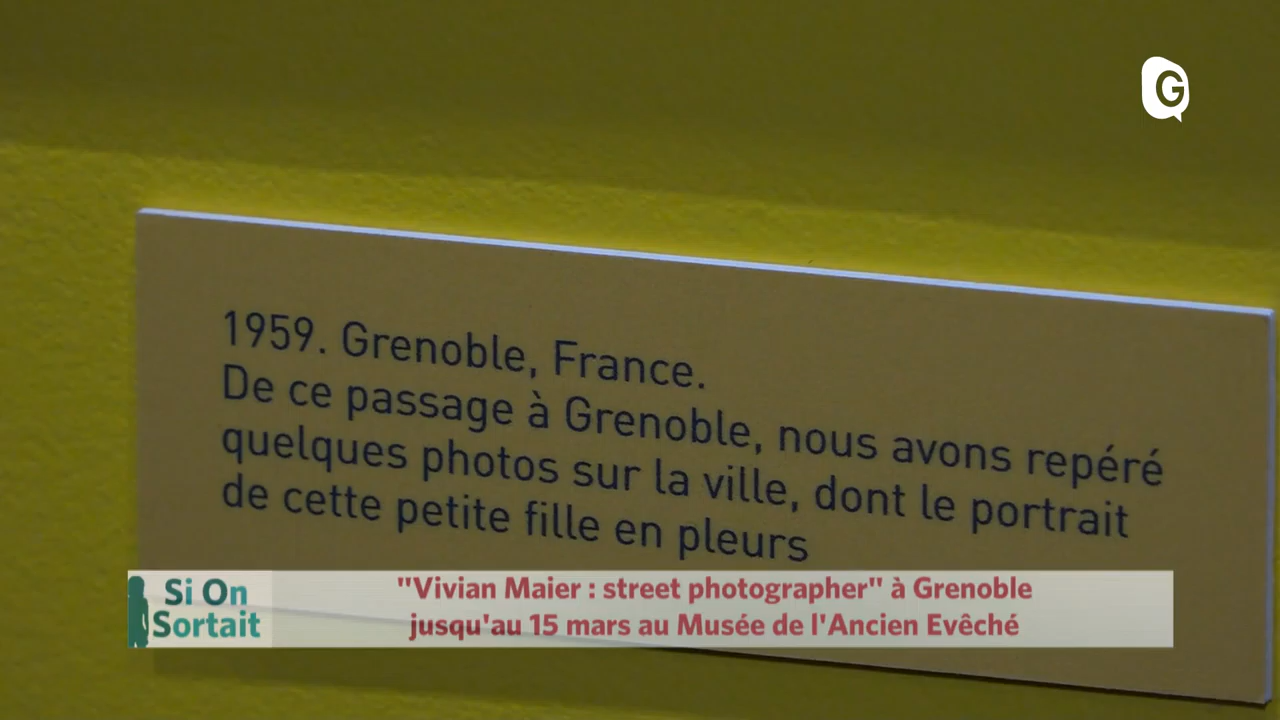 G
1959. Grenoble, France.
De ce passage à Grenoble, nous avons repéré
quelques photos sur la ville, dont le portrait
de cette petite fille en pleurs
Si On
Sortait
"Vivian Maier : street photographer" à Grenoble
jusqu'au 15 mars au Musée de l'Ancien Evêché